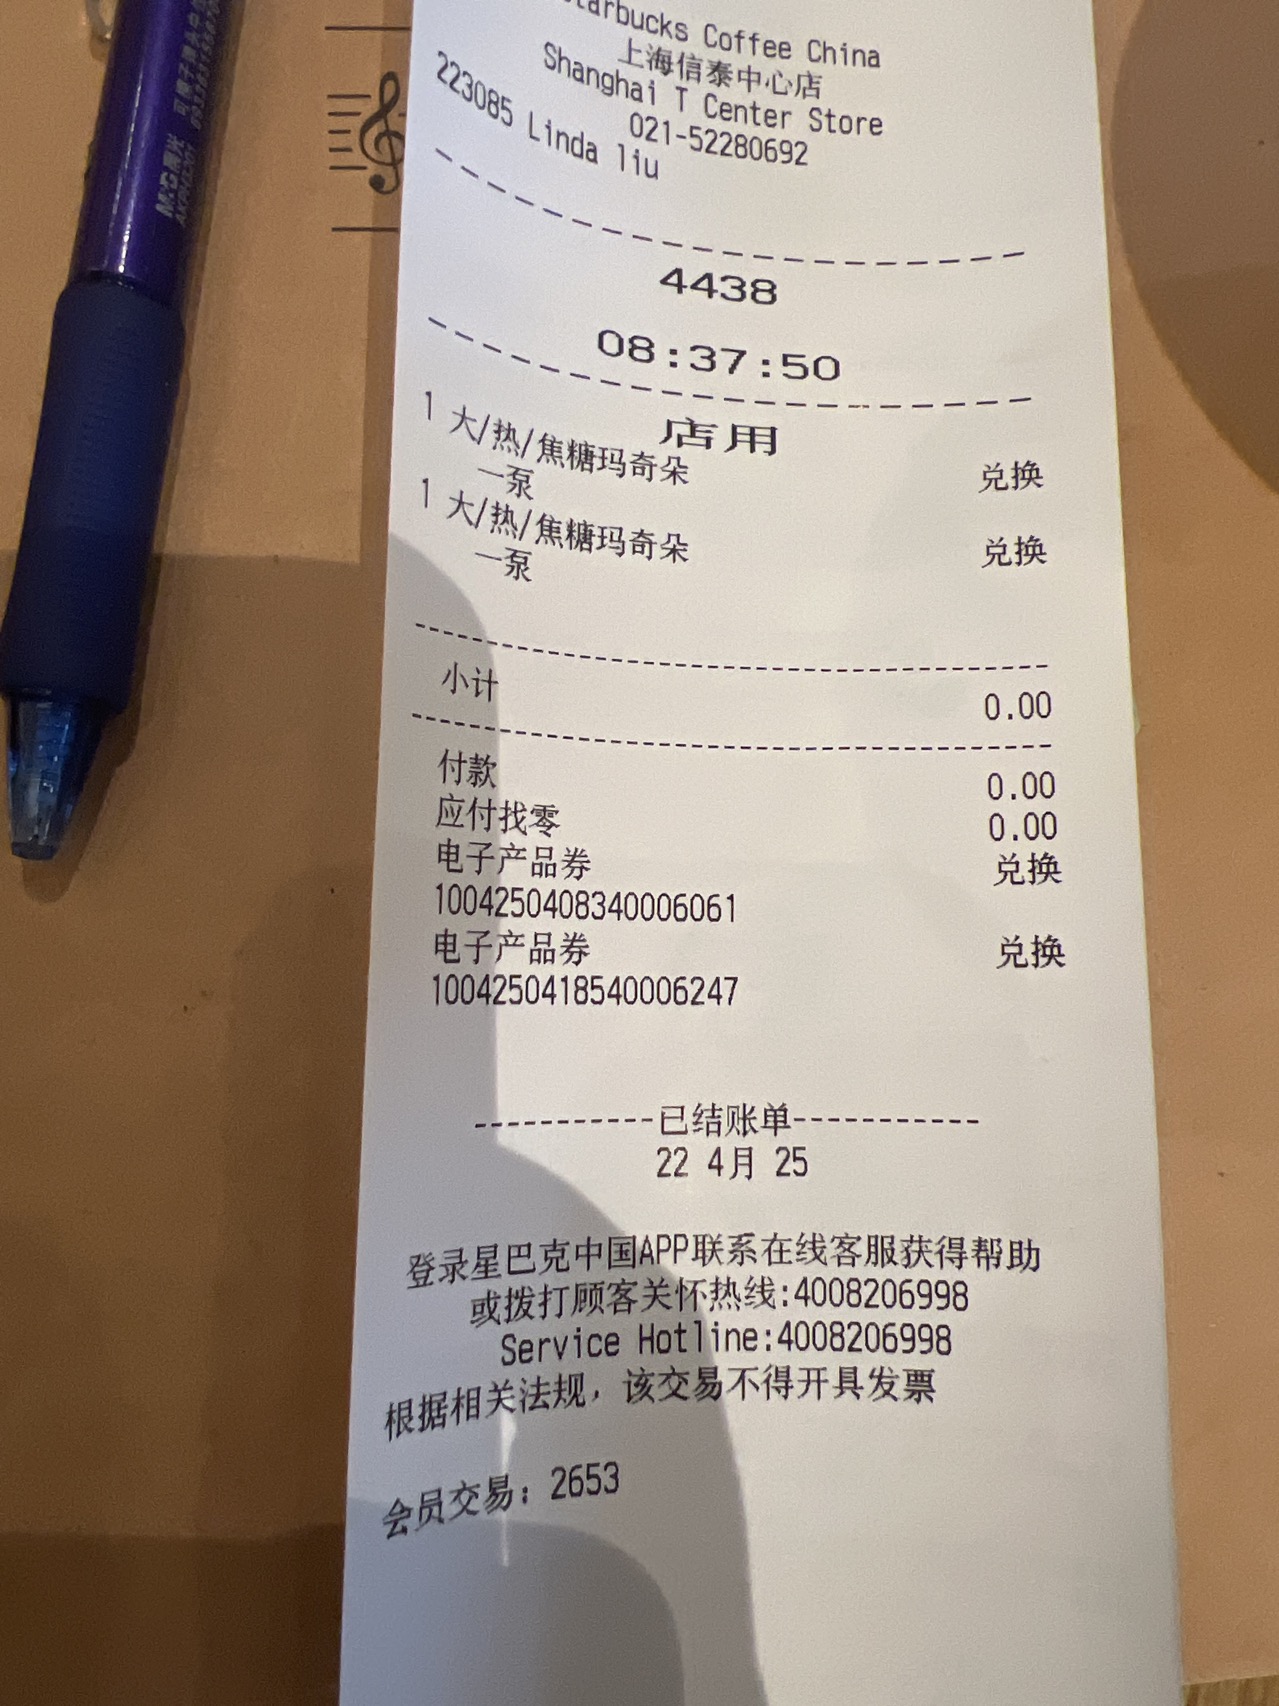 Starbucks Coffee China
上海信泰中心店
Shanghai T Center Store
021-52280692
223085 Linda liu
4438
08:37:50
店用
1 大/热/焦糖玛奇朵 兑换
一泵
1 大/热/焦糖玛奇朵 兑换
一泵
小计 0.00
付款 0.00
应付找零 0.00
电子产品券 兑换
1004250408340006061
电子产品券 兑换
1004250418540006247
-----------已结账单-----------
22 4月 25
登录星巴克中国APP联系在线客服获得帮助
或拨打顾客关怀热线:4008206998
Service Hotline:4008206998
根据相关法规，该交易不得开具发票
会员交易：2653
M&G晨光